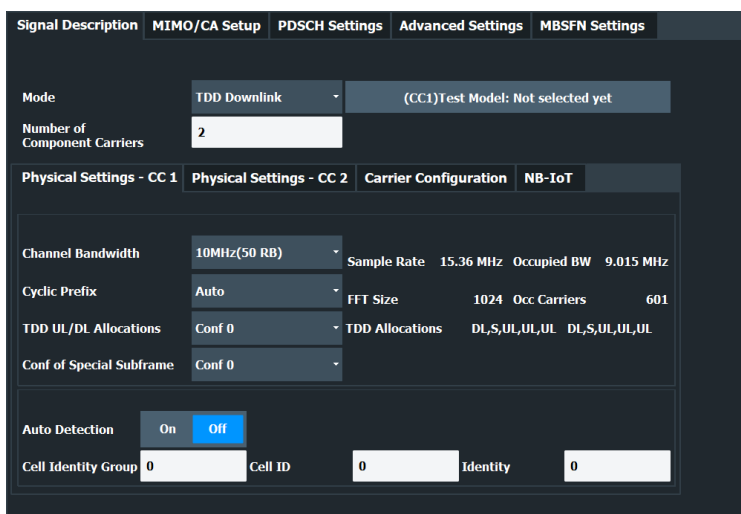 Signal Description MIMO/CA Setup PDSCH Settings Advanced Settings MBSFN Settings
Mode TDD Downlink (CC1)Test Model: Not selected yet
Number of
Component Carriers 2
Physical Settings - CC 1 Physical Settings - CC 2 Carrier Configuration NB-IoT
Channel Bandwidth 10MHz(50 RB) Sample Rate 15.36 MHz Occupied BW 9.015 MHz
Cyclic Prefix Auto FFT Size 1024 Occ Carriers 601
TDD UL/DL Allocations Conf 0 TDD Allocations DL,S,UL,UL,UL DL,S,UL,UL,UL
Conf of Special Subframe Conf 0
Auto Detection On Off
Cell Identity Group 0 Cell ID 0 Identity 0